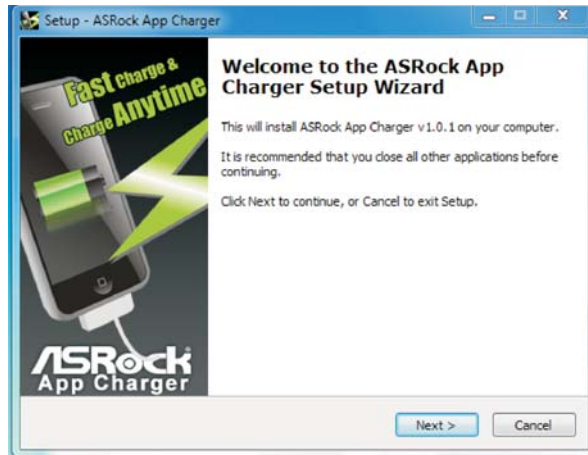 Setup - ASRock App Charger
Fast Charge &
Charge Anytime
ASRock
App Charger
Welcome to the ASRock App
Charger Setup Wizard
This will install ASRock App Charger v1.0.1 on your computer.
It is recommended that you close all other applications before
continuing.
Click Next to continue, or Cancel to exit Setup.
Next >
Cancel